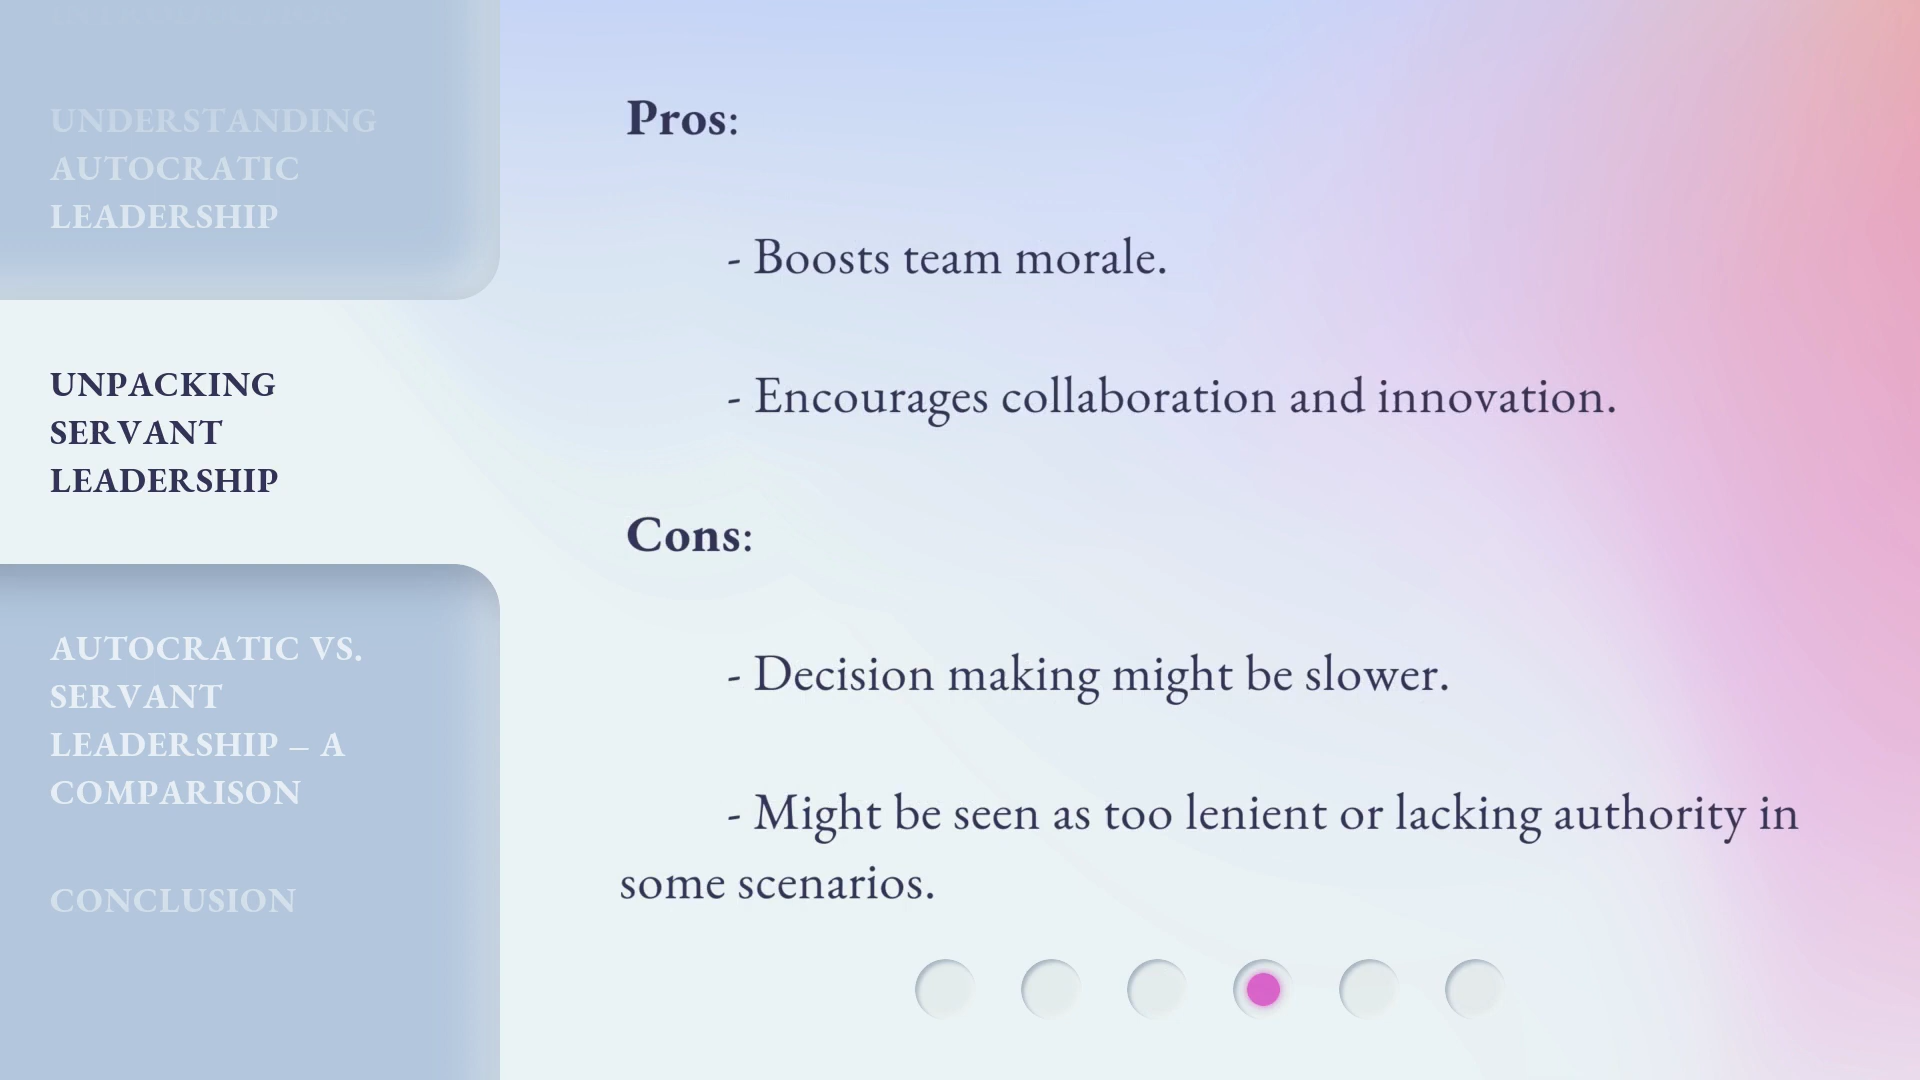 UNDERSTANDING
AUTOCRATIC
LEADERSHIP
UNPACKING
SERVANT
LEADERSHIP
AUTOCRATIC VS.
SERVANT
LEADERSHIP – A
COMPARISON
CONCLUSION
Pros:
- Boosts team morale.
- Encourages collaboration and innovation.
Cons:
- Decision making might be slower.
- Might be seen as too lenient or lacking authority in
some scenarios.